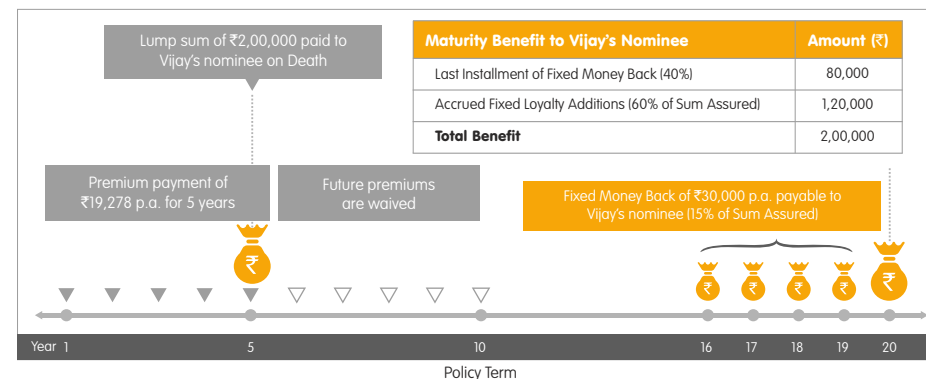 Lump sum of ₹2,00,000 paid to
Vijay's nominee on Death
Maturity Benefit to Vijay's Nominee Amount (₹)
Last Installment of Fixed Money Back (40%) 80,000
Accrued Fixed Loyalty Additions (60% of Sum Assured) 1,20,000
Total Benefit 2,00,000
Premium payment of
₹19,278 p.a. for 5 years
Future premiums
are waived
Fixed Money Back of ₹30,000 p.a. payable to
Vijay's nominee (15% of Sum Assured)
₹
₹ ₹ ₹ ₹ ₹
Year 1 5 10 16 17 18 19 20
Policy Term